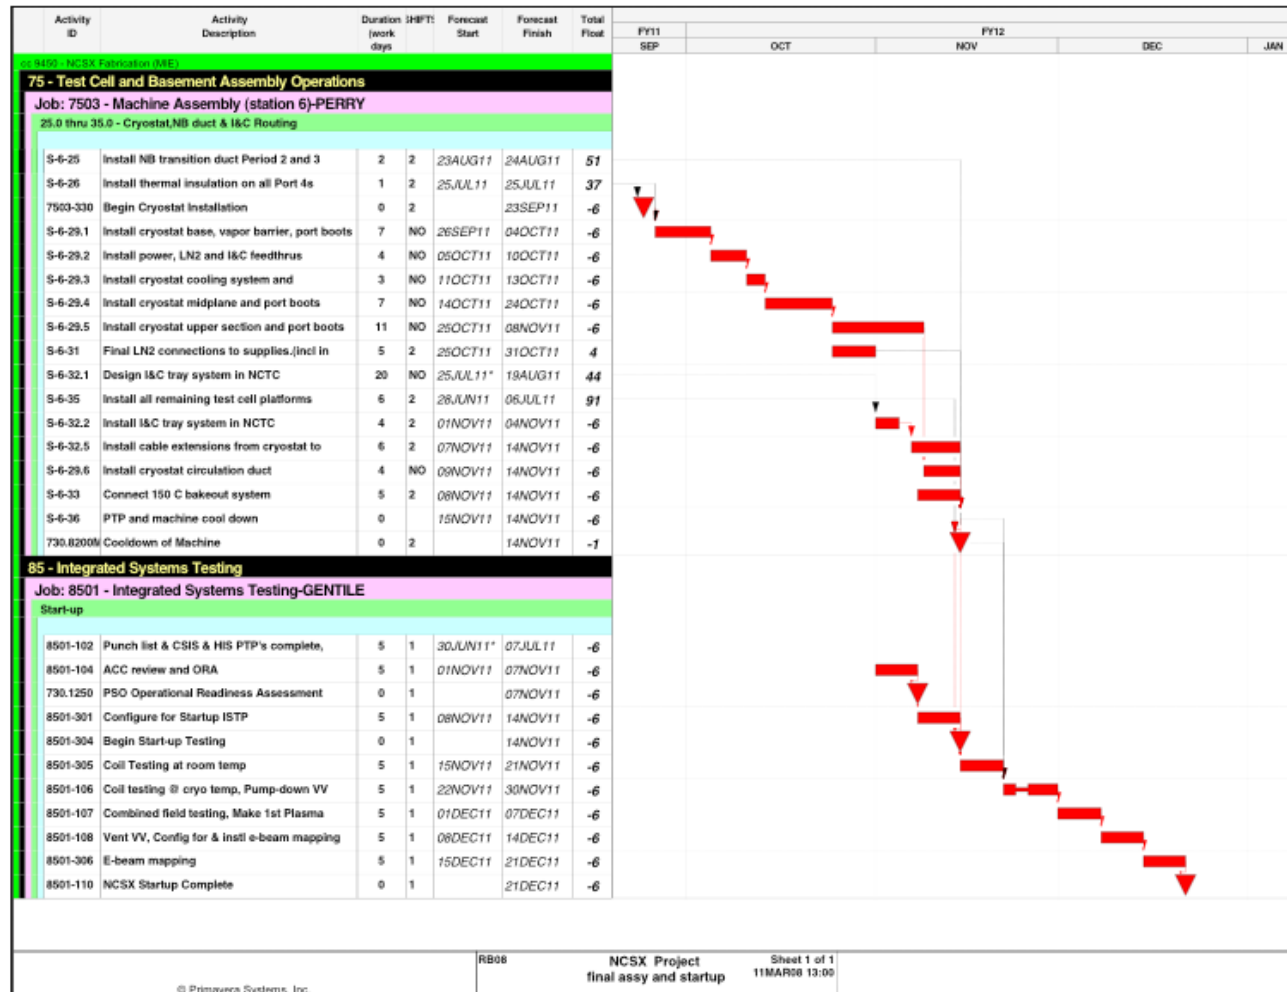 Activity ID Activity Description Duration (work days SHIFTS Forecast Start Forecast Finish Total Float
FY11 FY12
SEP OCT NOV DEC JAN
cc 9450 - NCSX Fabrication (MIE)
75 - Test Cell and Basement Assembly Operations
Job: 7503 - Machine Assembly (station 6)-PERRY
25.0 thru 35.0 - Cryostat,NB duct & I&C Routing
S-6-25 Install NB transition duct Period 2 and 3 2 2 23AUG11 24AUG11 51
S-6-26 Install thermal insulation on all Port 4s 1 2 25JUL11 25JUL11 37
7503-330 Begin Cryostat Installation 0 2 23SEP11 -6
S-6-29.1 Install cryostat base, vapor barrier, port boots 7 NO 26SEP11 04OCT11 -6
S-6-29.2 Install power, LN2 and I&C feedthrus 4 NO 05OCT11 10OCT11 -6
S-6-29.3 Install cryostat cooling system and 3 NO 11OCT11 13OCT11 -6
S-6-29.4 Install cryostat midplane and port boots 7 NO 14OCT11 24OCT11 -6
S-6-29.5 Install cryostat upper section and port boots 11 NO 25OCT11 08NOV11 -6
S-6-31 Final LN2 connections to supplies.(incl in 5 2 25OCT11 31OCT11 4
S-6-32.1 Design I&C tray system in NCTC 20 NO 25JUL11* 19AUG11 44
S-6-35 Install all remaining test cell platforms 6 2 28JUN11 06JUL11 91
S-6-32.2 Install I&C tray system in NCTC 4 2 01NOV11 04NOV11 -6
S-6-32.5 Install cable extensions from cryostat to 6 2 07NOV11 14NOV11 -6
S-6-29.6 Install cryostat circulation duct 4 NO 09NOV11 14NOV11 -6
S-6-33 Connect 150 C bakeout system 5 2 08NOV11 14NOV11 -6
S-6-36 PTP and machine cool down 0 15NOV11 14NOV11 -6
730.8200M Cooldown of Machine 0 2 14NOV11 -1
85 - Integrated Systems Testing
Job: 8501 - Integrated Systems Testing-GENTILE
Start-up
8501-102 Punch list & CSIS & HIS PTP's complete, 5 1 30JUN11* 07JUL11 -6
8501-104 ACC review and ORA 5 1 01NOV11 07NOV11 -6
730.1250 PSO Operational Readiness Assessment 0 1 07NOV11 -6
8501-301 Configure for Startup ISTP 5 1 08NOV11 14NOV11 -6
8501-304 Begin Start-up Testing 0 1 14NOV11 -6
8501-305 Coil Testing at room temp 5 1 15NOV11 21NOV11 -6
8501-106 Coil testing @ cryo temp, Pump-down VV 5 1 22NOV11 30NOV11 -6
8501-107 Combined field testing, Make 1st Plasma 5 1 01DEC11 07DEC11 -6
8501-108 Vent VV, Config for & instl e-beam mapping 5 1 08DEC11 14DEC11 -6
8501-306 E-beam mapping 5 1 15DEC11 21DEC11 -6
8501-110 NCSX Startup Complete 0 1 21DEC11 -6
RB08 NCSX Project Sheet 1 of 1
final assy and startup 11MAR08 13:00
© Primavera Systems, Inc.